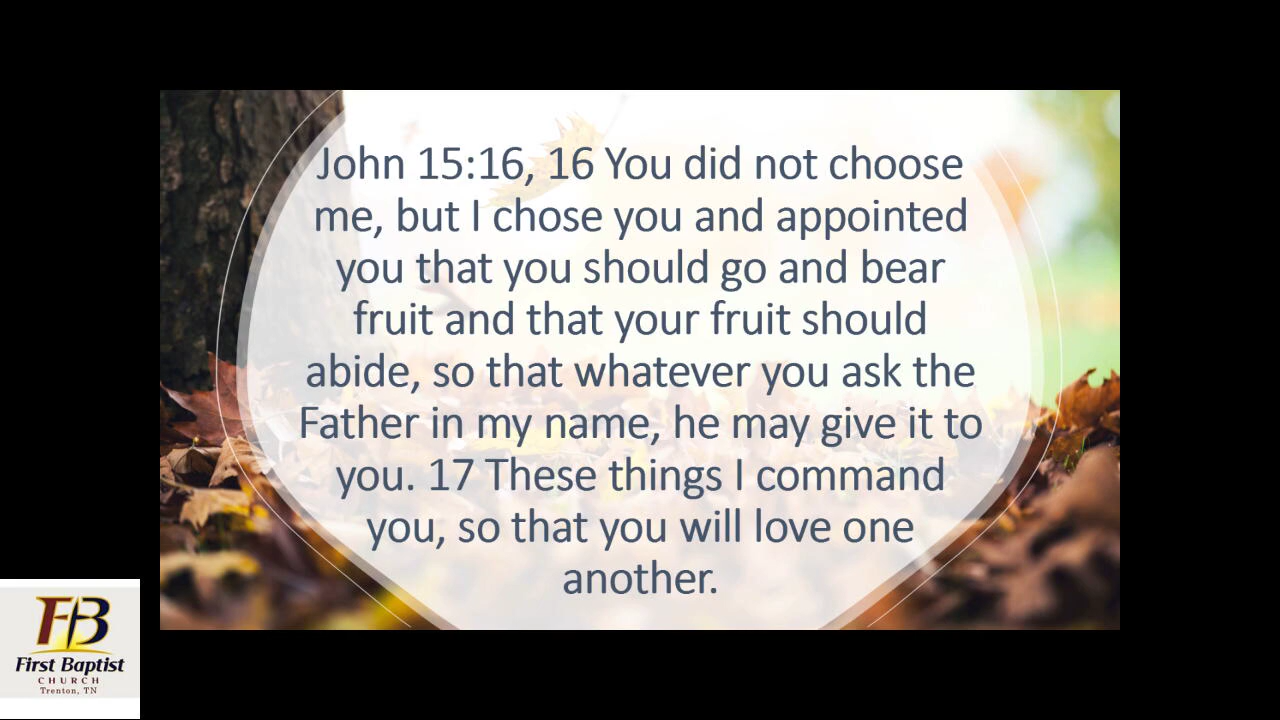 John 15:16, 16 You did not choose
me, but I chose you and appointed
you that you should go and bear
fruit and that your fruit should
abide, so that whatever you ask the
Father in my name, he may give it to
you. 17 These things I command
you, so that you will love one
another.
FB
First Baptist
CHURCH
Trenton, TN